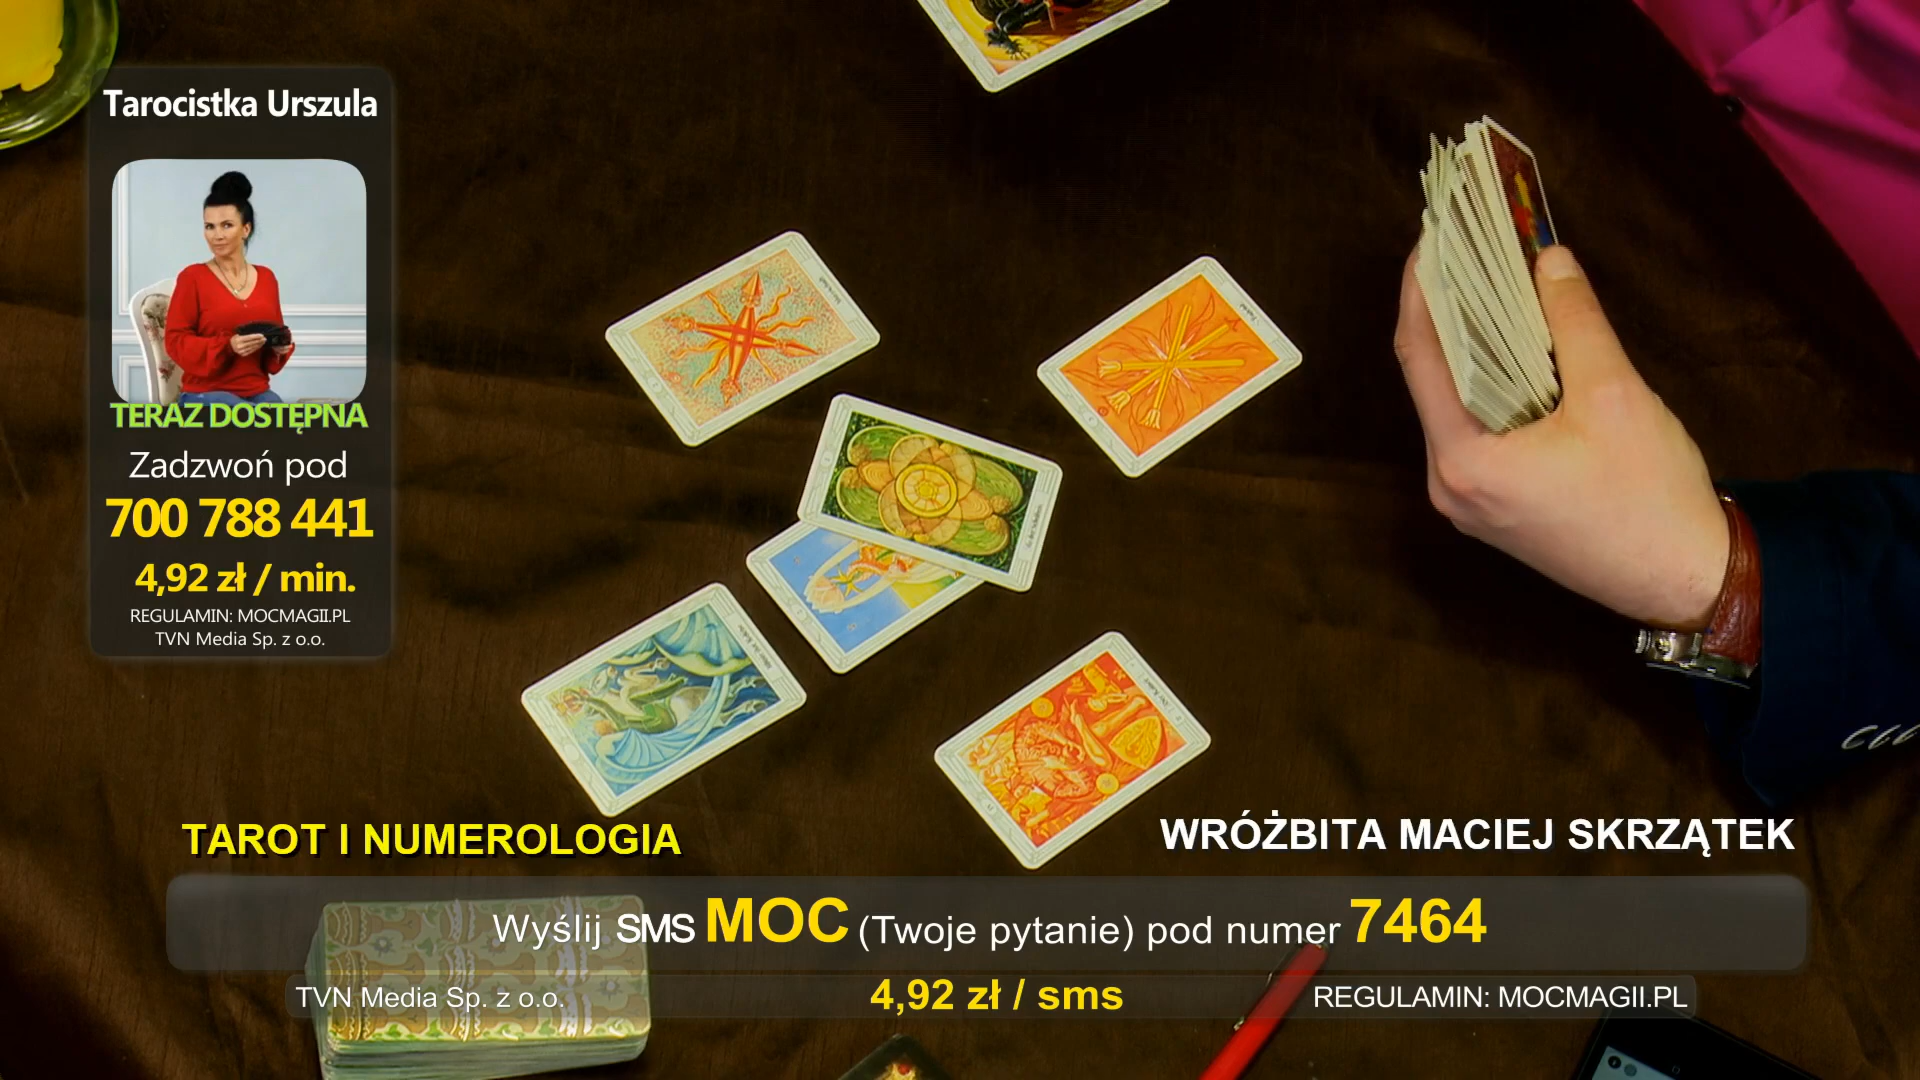 Tarocistka Urszula
TERAZ DOSTĘPNA
Zadzwoń pod
700 788 441
4,92 zł / min.
REGULAMIN: MOCMAGII.PL
TVN Media Sp. z o.o.
TAROT I NUMEROLOGIA
WRÓŻBITA MACIEJ SKRZĄTEK
Wyślij SMS MOC (Twoje pytanie) pod numer 7464
TVN Media Sp. z o.o.
4,92 zł / sms
REGULAMIN: MOCMAGII.PL